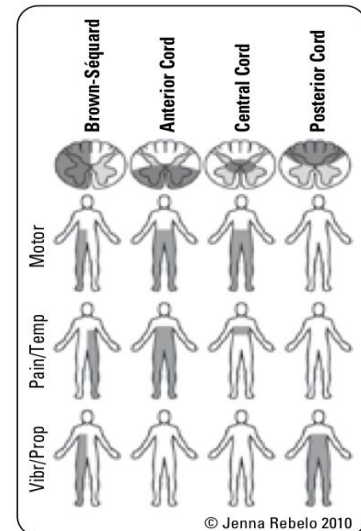 Brown-Séquard
Anterior Cord
Central Cord
Posterior Cord
Motor
Pain/Temp
Vibr/Prop
© Jenna Rebelo 2010